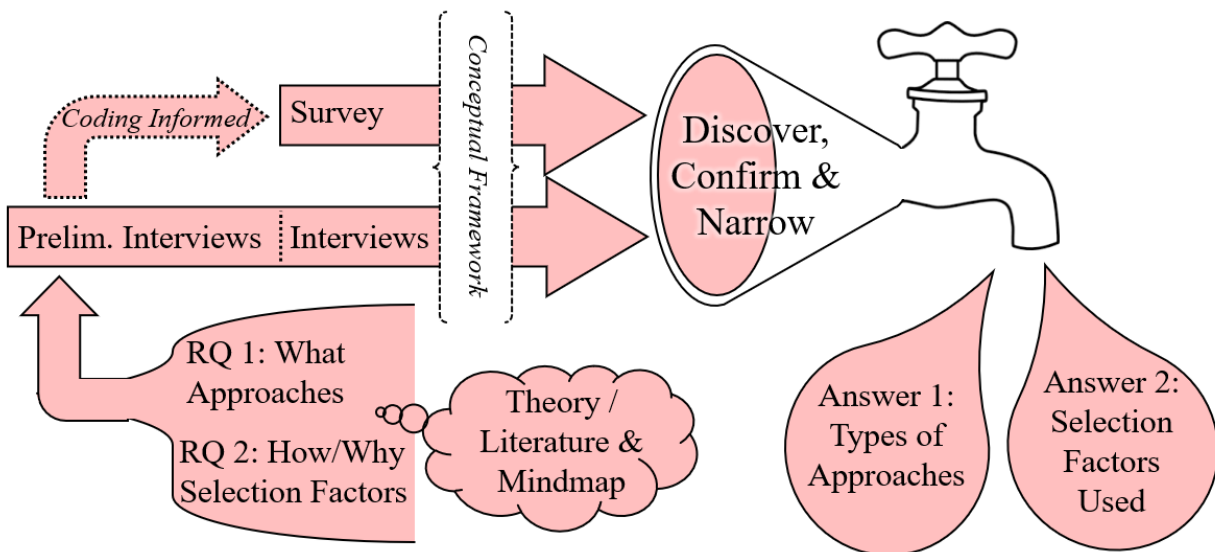 Coding Informed
Survey
Conceptual Framework
Prelim. Interviews
Interviews
Discover,
Confirm &
Narrow
RQ 1: What
Approaches
RQ 2: How/Why
Selection Factors
Theory /
Literature &
Mindmap
Answer 1:
Types of
Approaches
Answer 2:
Selection
Factors
Used